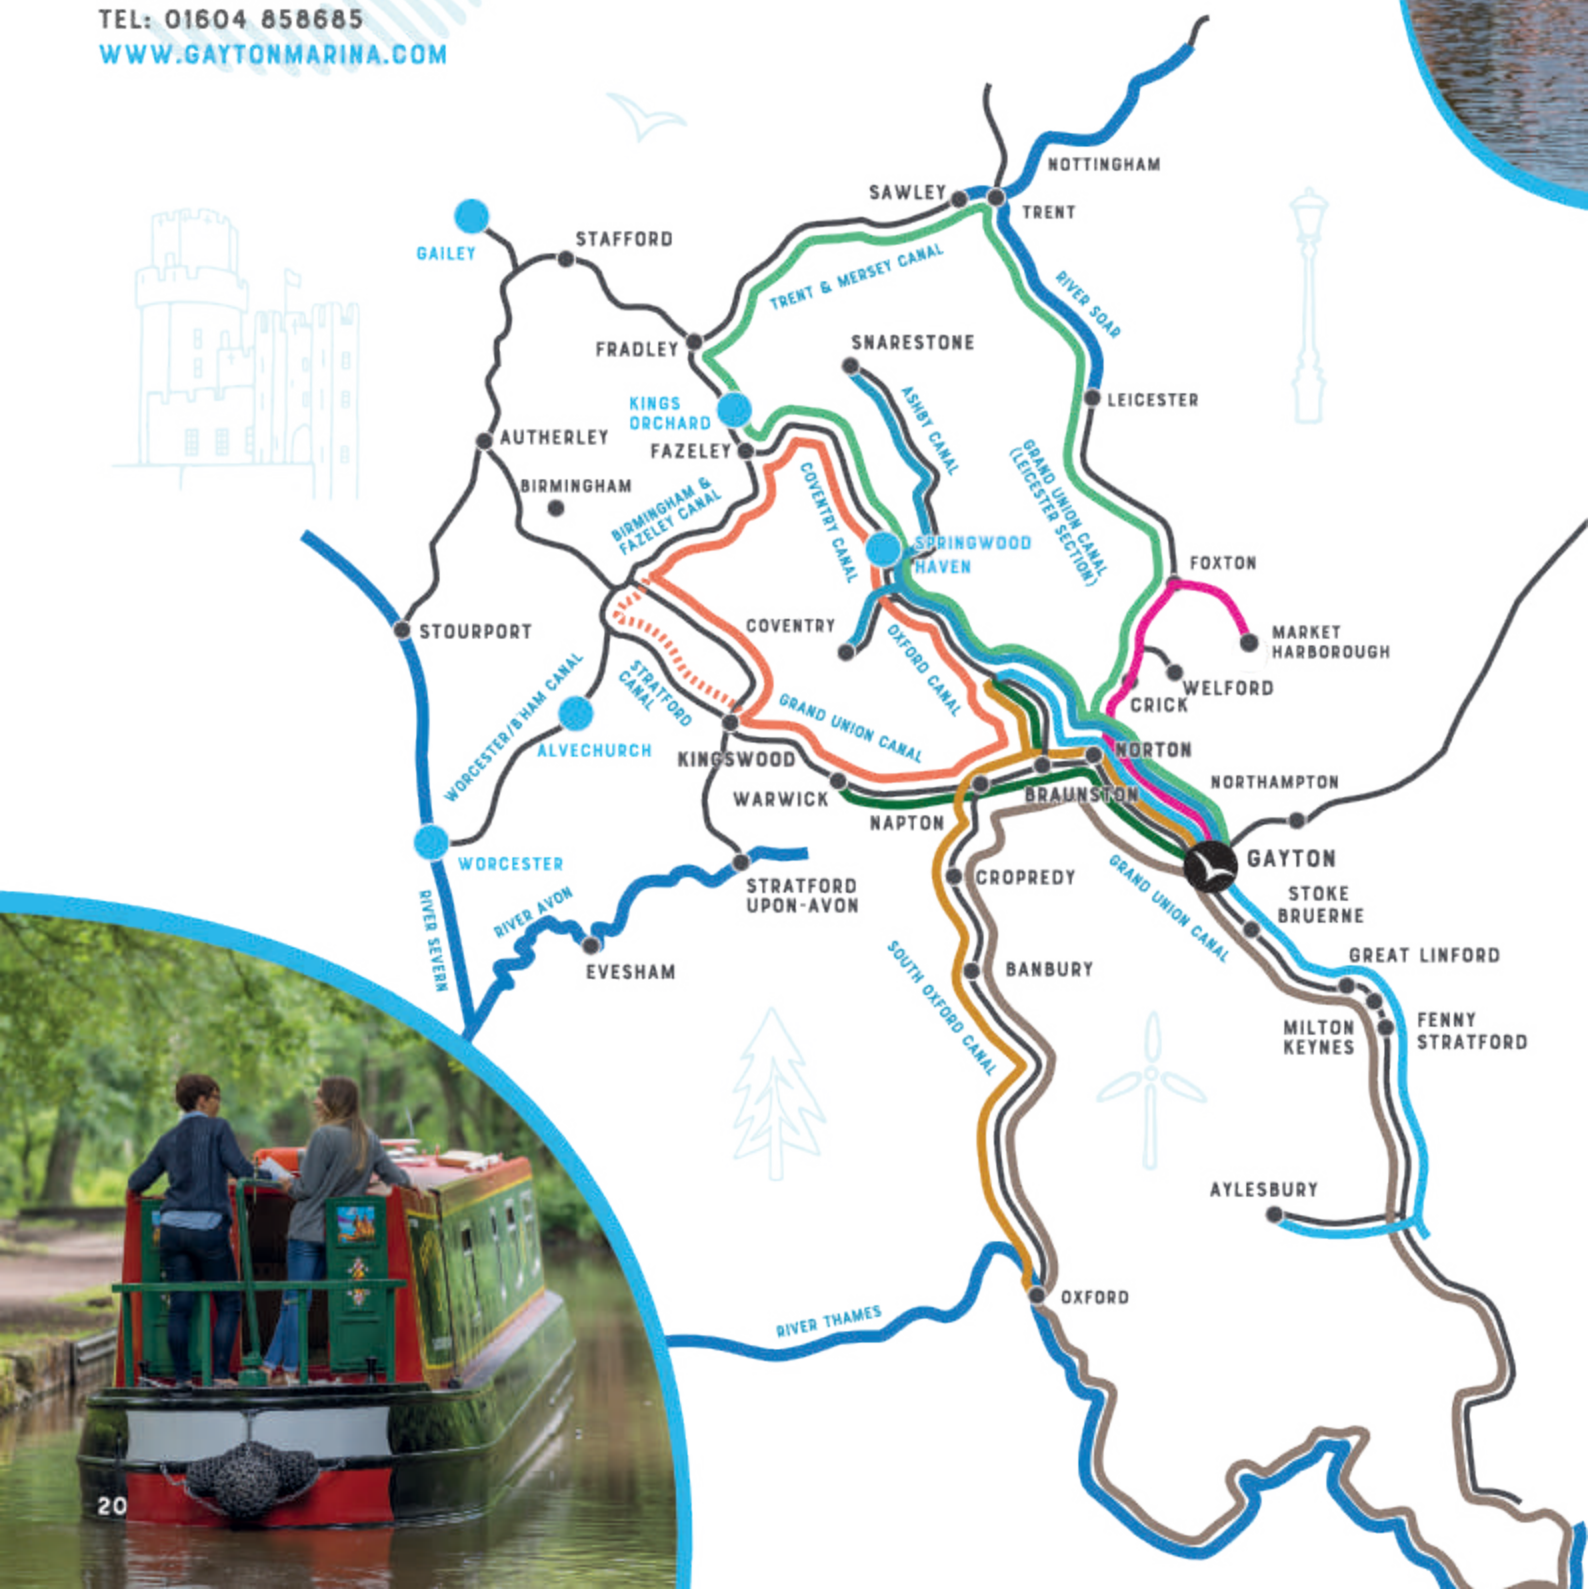 TEL: 01604 858685
WWW.GAYTONMARINA.COM
NOTTINGHAM
SAWLEY
TRENT
STAFFORD
GAILEY
TRENT & MERSEY CANAL
RIVER SOAR
FRADLEY
SNARESTONE
KINGS
ORCHARD
ASHBY CANAL
LEICESTER
AUTHERLEY
FAZELEY
BIRMINGHAM
BIRMINGHAM &
FAZELEY CANAL
COVENTRY CANAL
GRAND UNION CANAL
(LEICESTER SECTION)
SPRINGWOOD
HAVEN
FOXTON
STOURPORT
COVENTRY
OXFORD CANAL
MARKET
HARBOROUGH
WELFORD
CRICK
WORCESTER/B'HAM CANAL
STRATFORD
CANAL
GRAND UNION CANAL
ALVECHURCH
KINGSWOOD
NORTON
WARWICK
BRAUNSTON
NORTHAMPTON
NAPTON
WORCESTER
GAYTON
CROPREDY
GRAND UNION CANAL
STRATFORD
UPON-AVON
STOKE
BRUERNE
RIVER SEVERN
RIVER AVON
EVESHAM
SOUTH OXFORD CANAL
BANBURY
GREAT LINFORD
MILTON
KEYNES
FENNY
STRATFORD
AYLESBURY
OXFORD
RIVER THAMES
20